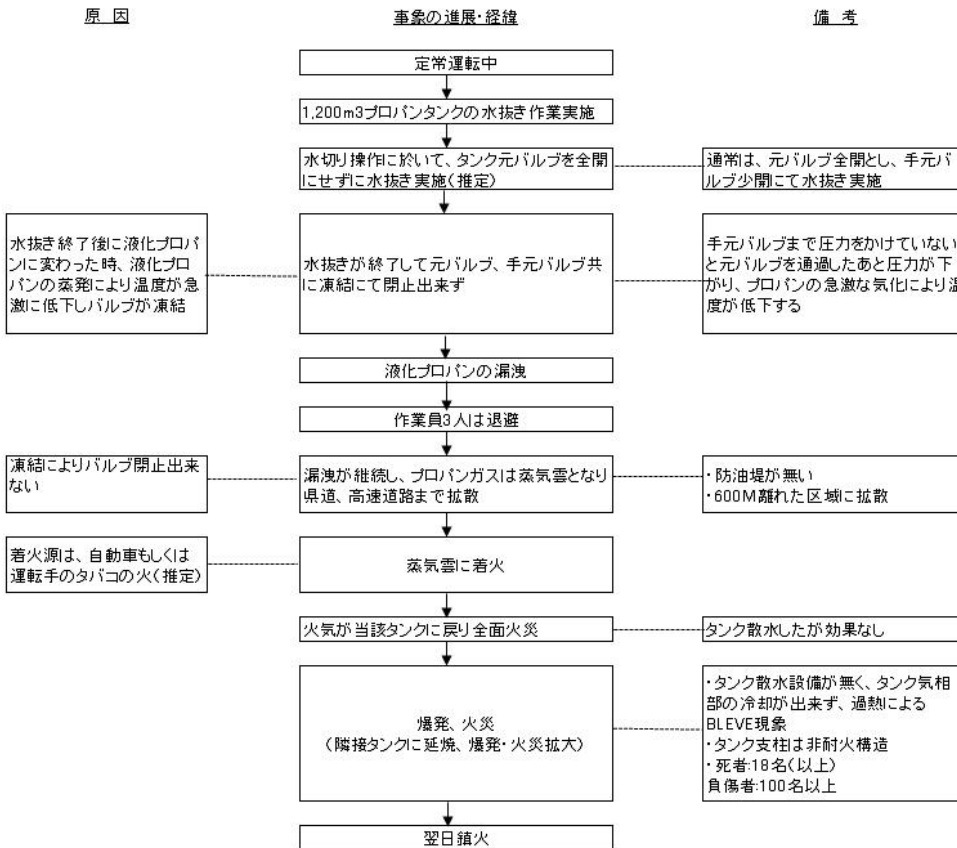 原 因
事象の進展・経緯
備 考
定常運転中
1,200m3プロパンタンクの水抜き作業実施
水切り操作に於いて、タンク元バルブを全開
にせずに水抜き実施(推定)
通常は、元バルブ全開とし、手元バ
ルブ少開にて水抜き実施
水抜き終了後に液化プロパ
ンに変わった時、液化プロ
パンの蒸発により温度が急
激に低下しバルブが凍結
水抜きが終了して元バルブ、手元バルブ共
に凍結にて閉止出来ず
手元バルブまで圧力をかけていない
と元バルブを通過したあと圧力が下
がり、プロパンの急激な気化により温
度が低下する
液化プロパンの漏洩
作業員3人は退避
凍結によりバルブ閉止出来
ない
漏洩が継続し、プロパンガスは蒸気雲となり
県道、高速道路まで拡散
・防油堤が無い
・600M離れた区域に拡散
着火源は、自動車もしくは
運転手のタバコの火(推定)
蒸気雲に着火
火気が当該タンクに戻り全面火災
タンク散水したが効果なし
爆発、火災
(隣接タンクに延焼、爆発・火災拡大)
・タンク散水設備が無く、タンク気相
部の冷却が出来ず、過熱による
BLEVE現象
・タンク支柱は非耐火構造
・死者:18名(以上)
負傷者:100名以上
翌日鎮火